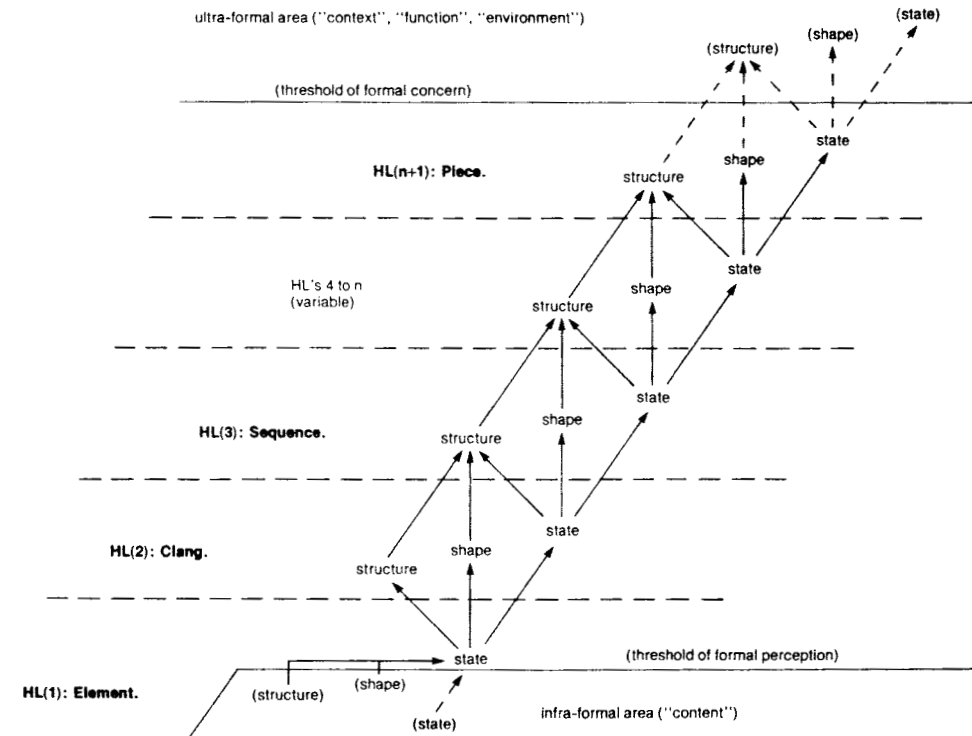 ultra-formal area (''context'', ''function'', ''environment'')
(state)
(shape)
(structure)
(threshold of formal concern)
state
shape
HL(n+1): Piece.
structure
state
HL's 4 to n
(variable)
shape
structure
state
shape
HL(3): Sequence.
structure
state
HL(2): Clang.
shape
structure
state
(threshold of formal perception)
HL(1): Element.
(structure)
(shape)
(state)
infra-formal area (''content'')